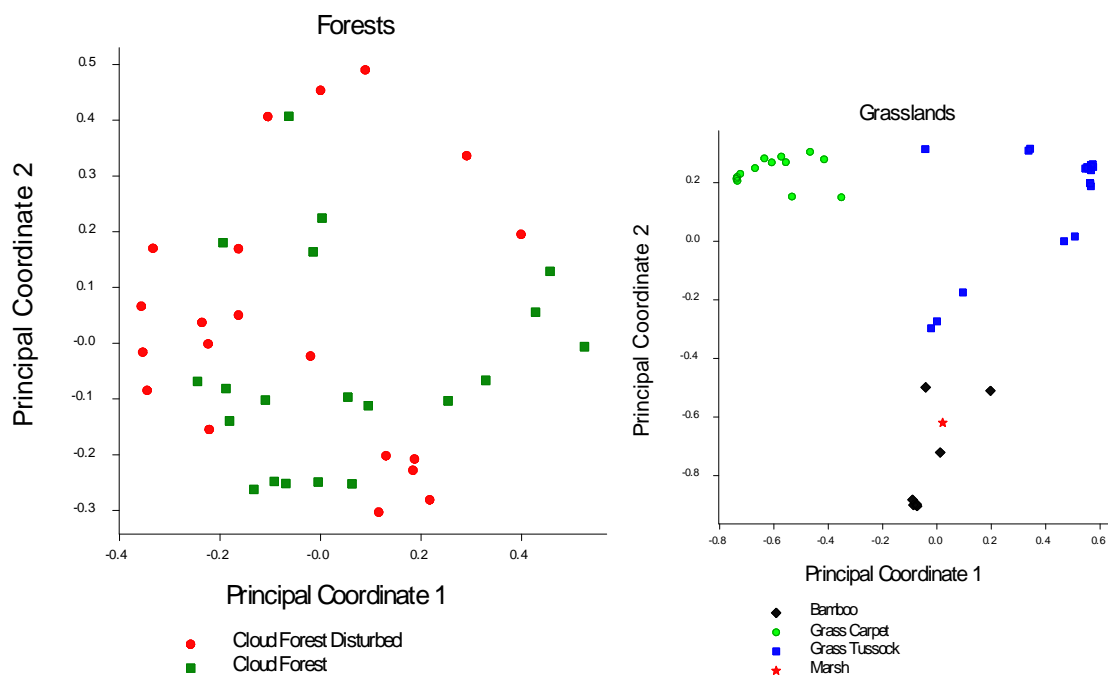 Forests
0.5
0.4
0.3
0.2
0.1
-0.0
-0.1
-0.2
-0.3
-0.4
-0.2
-0.0
0.2
0.4
Principal Coordinate 2
Principal Coordinate 1
Cloud Forest Disturbed
Cloud Forest
Grasslands
0.2
0.0
-0.2
-0.4
-0.6
-0.8
-0.8
-0.6
-0.4
-0.2
0.0
0.2
0.4
0.6
Principal Coordinate 2
Principal Coordinate 1
Bamboo
Grass Carpet
Grass Tussock
Marsh